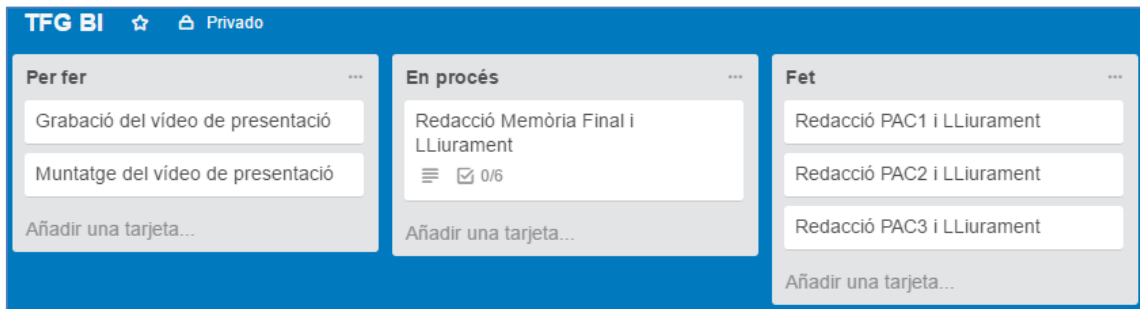 TFG BI Privado
Per fer
Grabació del vídeo de presentació
Muntatge del vídeo de presentació
Añadir una tarjeta...
En procés
Redacció Memòria Final i
LLiurament
0/6
Añadir una tarjeta...
Fet
Redacció PAC1 i LLiurament
Redacció PAC2 i LLiurament
Redacció PAC3 i LLiurament
Añadir una tarjeta...